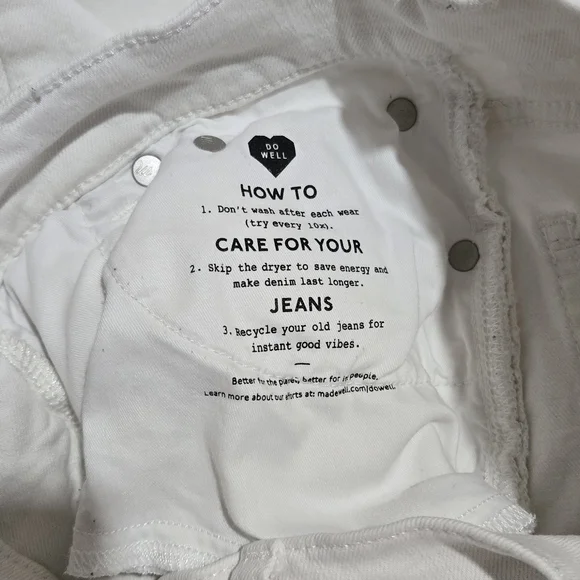 DO
WELL
HOW TO
1. Don't wash after each wear
(try every 10x).
CARE FOR YOUR
2. Skip the dryer to save energy and
make denim last longer.
JEANS
3. Recycle your old jeans for
instant good vibes.
Better for the planet, better for people.
Learn more about our efforts at: madewell.com/dowell.